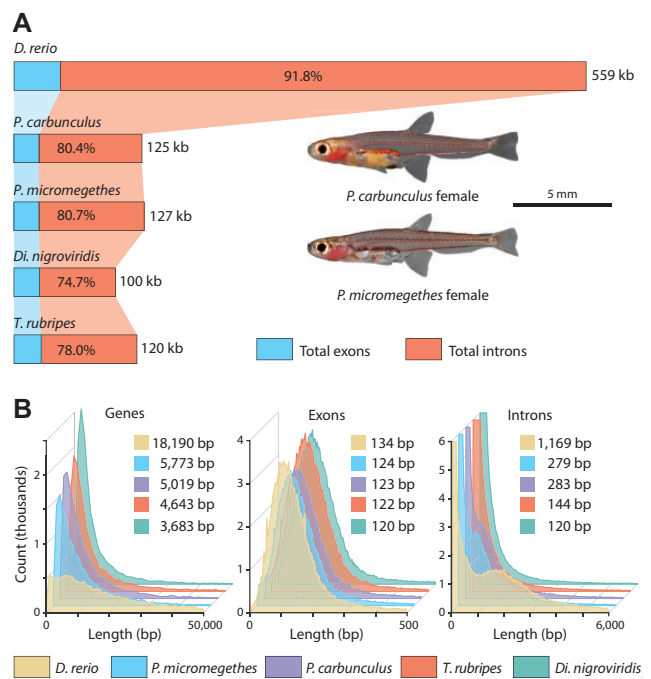 A
D. rerio
91.8%
559 kb
P. carbunculus
80.4%
125 kb
P. carbunculus female
P. micromegethes
80.7%
127 kb
5 mm
Di. nigroviridis
74.7%
100 kb
P. micromegethes female
T. rubripes
78.0%
120 kb
Total exons
Total introns
B
Genes
Exons
Introns
Count (thousands)
2
1
0
18,190 bp
5,773 bp
5,019 bp
4,643 bp
3,683 bp
0
50,000
Length (bp)
4
3
2
1
0
134 bp
124 bp
123 bp
122 bp
120 bp
0
500
Length (bp)
6
5
4
3
2
1
0
1,169 bp
279 bp
283 bp
144 bp
120 bp
0
6,000
Length (bp)
D. rerio
P. micromegethes
P. carbunculus
T. rubripes
Di. nigroviridis